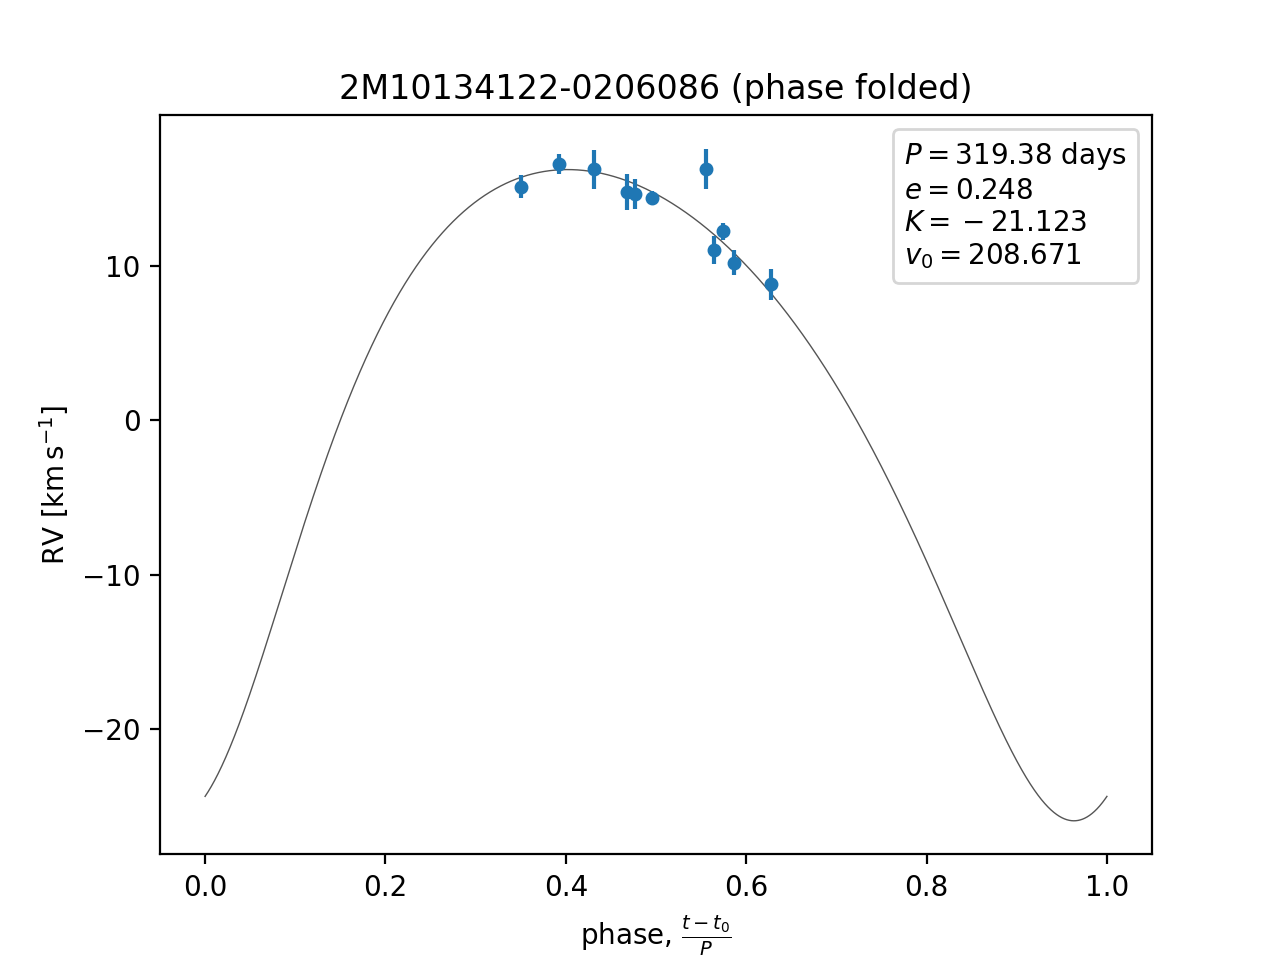 2M10134122-0206086 (phase folded)
P = 319.38 days
e = 0.248
K = −21.123
v₀ = 208.671
RV [km s⁻¹]
10
0
−10
−20
0.0 0.2 0.4 0.6 0.8 1.0
phase, (t − t₀)/P